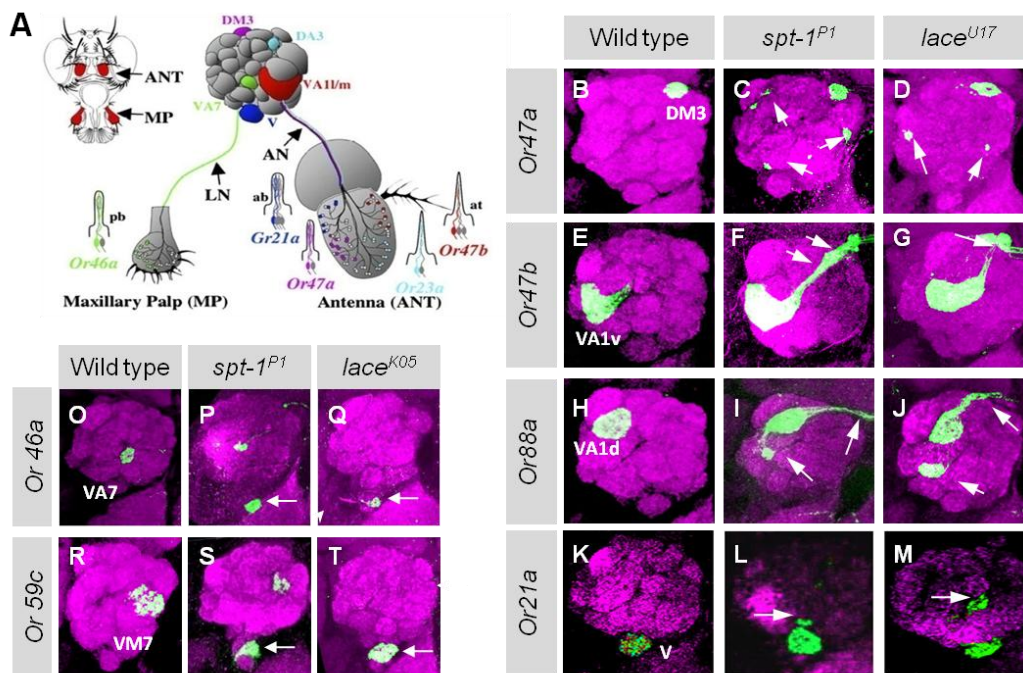 A
DM3
DA3
ANT
MP
VA1l/m
VA7
V
AN
LN
ab
at
pb
Gr21a
Or47b
Or46a
Or47a
Or23a
Maxillary Palp (MP)
Antenna (ANT)
Wild type
spt-1P1
laceU17
Or47a
B
DM3
C
D
Or47b
E
VA1v
F
G
Or88a
H
VA1d
I
J
Or21a
K
V
L
M
Wild type
spt-1P1
laceK05
Or 46a
O
VA7
P
Q
Or 59c
R
VM7
S
T